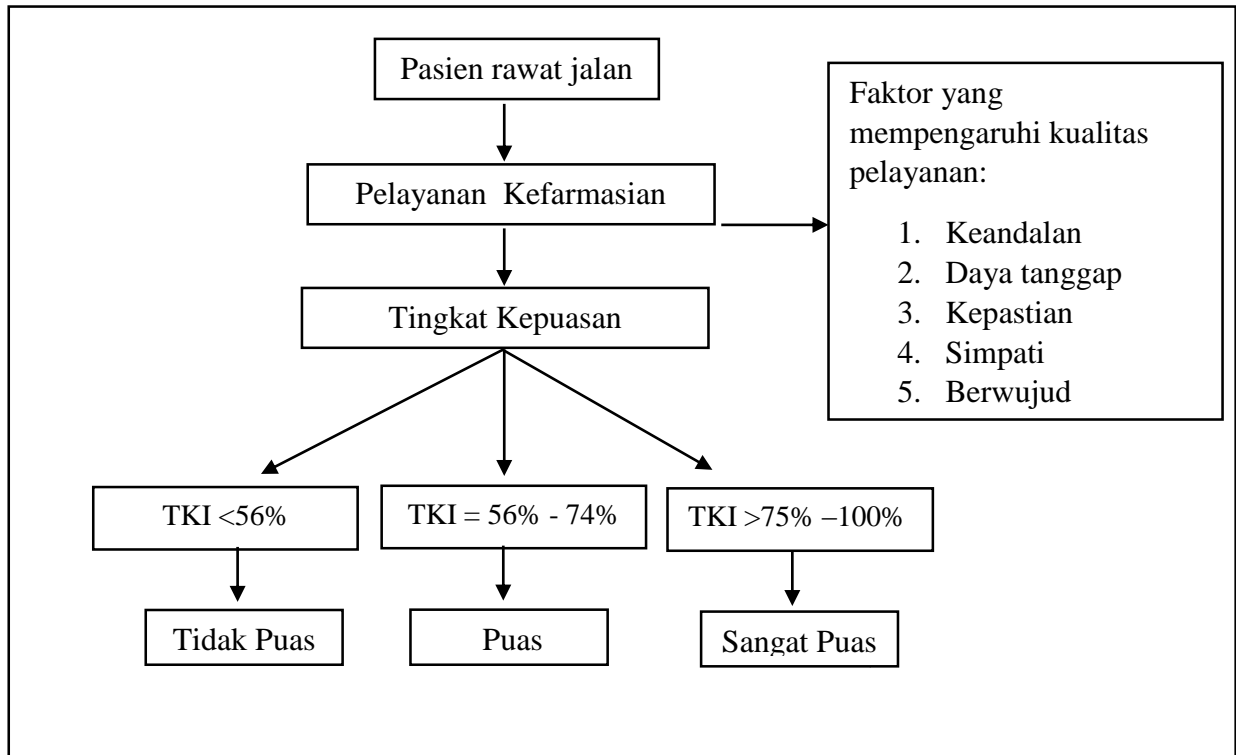 Pasien rawat jalan
Pelayanan Kefarmasian
Faktor yang
mempengaruhi kualitas
pelayanan:
1. Keandalan
2. Daya tanggap
3. Kepastian
4. Simpati
5. Berwujud
Tingkat Kepuasan
TKI <56%
TKI = 56% - 74%
TKI >75% –100%
Tidak Puas
Puas
Sangat Puas